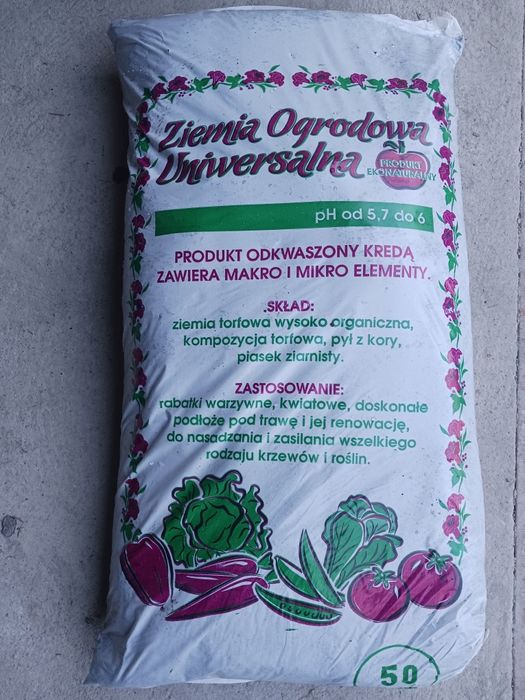 Ziemia Ogrodowa
Uniwersalna
PRODUKT
EKONATURALNY
pH od 5,7 do 6
PRODUKT ODKWASZONY KREDĄ
ZAWIERA MAKRO I MIKRO ELEMENTY.
SKŁAD:
ziemia torfowa wysoko organiczna,
kompozycja torfowa, pył z kory,
piasek ziarnisty.
ZASTOSOWANIE:
rabatki warzywne, kwiatowe, doskonałe
podłoże pod trawę i jej renowację,
do nasadzania i zasilania wszelkiego
rodzaju krzewów i roślin.
50